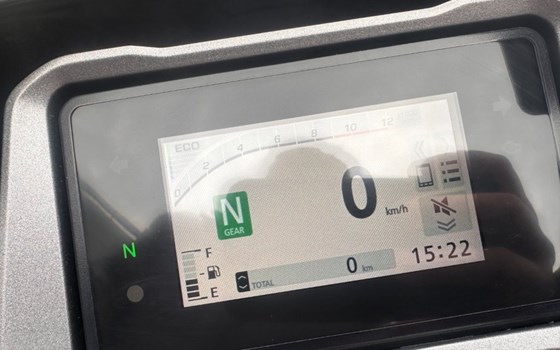 ECO
0 2 4 6 8 10 12
N
GEAR
0 km/h
N
F
E
TOTAL 0 km
15:22